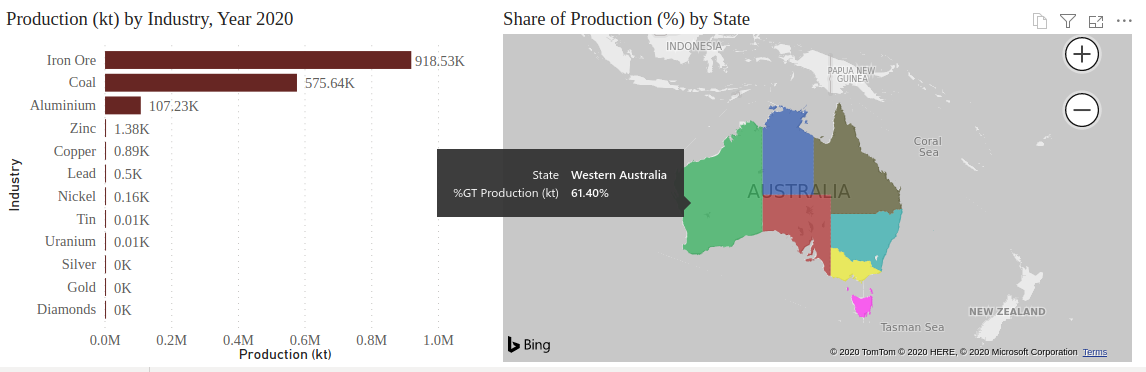 Production (kt) by Industry, Year 2020
Iron Ore 918.53K
Coal 575.64K
Aluminium 107.23K
Zinc 1.38K
Copper 0.89K
Lead 0.5K
Nickel 0.16K
Tin 0.01K
Uranium 0.01K
Silver 0K
Gold 0K
Diamonds 0K
Industry
0.0M 0.2M 0.4M 0.6M 0.8M 1.0M
Production (kt)
Share of Production (%) by State
INDONESIA
PAPUA NEW
GUINEA
Coral
Sea
State Western Australia
%GT Production (kt) 61.40%
AUSTRALIA
NEW ZEALAND
Tasman Sea
Bing
© 2020 TomTom © 2020 HERE, © 2020 Microsoft Corporation Terms